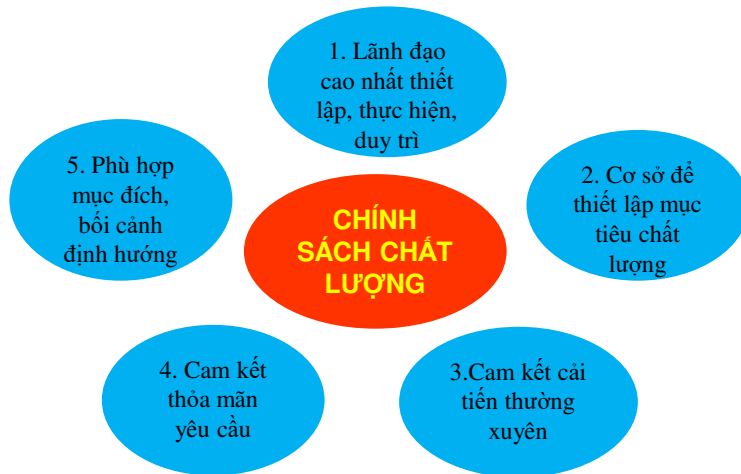 1. Lãnh đạo
cao nhất thiết
lập, thực hiện,
duy trì
2. Cơ sở để
thiết lập mục
tiêu chất
lượng
3.Cam kết cải
tiến thường
xuyên
4. Cam kết
thỏa mãn
yêu cầu
5. Phù hợp
mục đích,
bối cảnh
định hướng
CHÍNH
SÁCH CHẤT
LƯỢNG